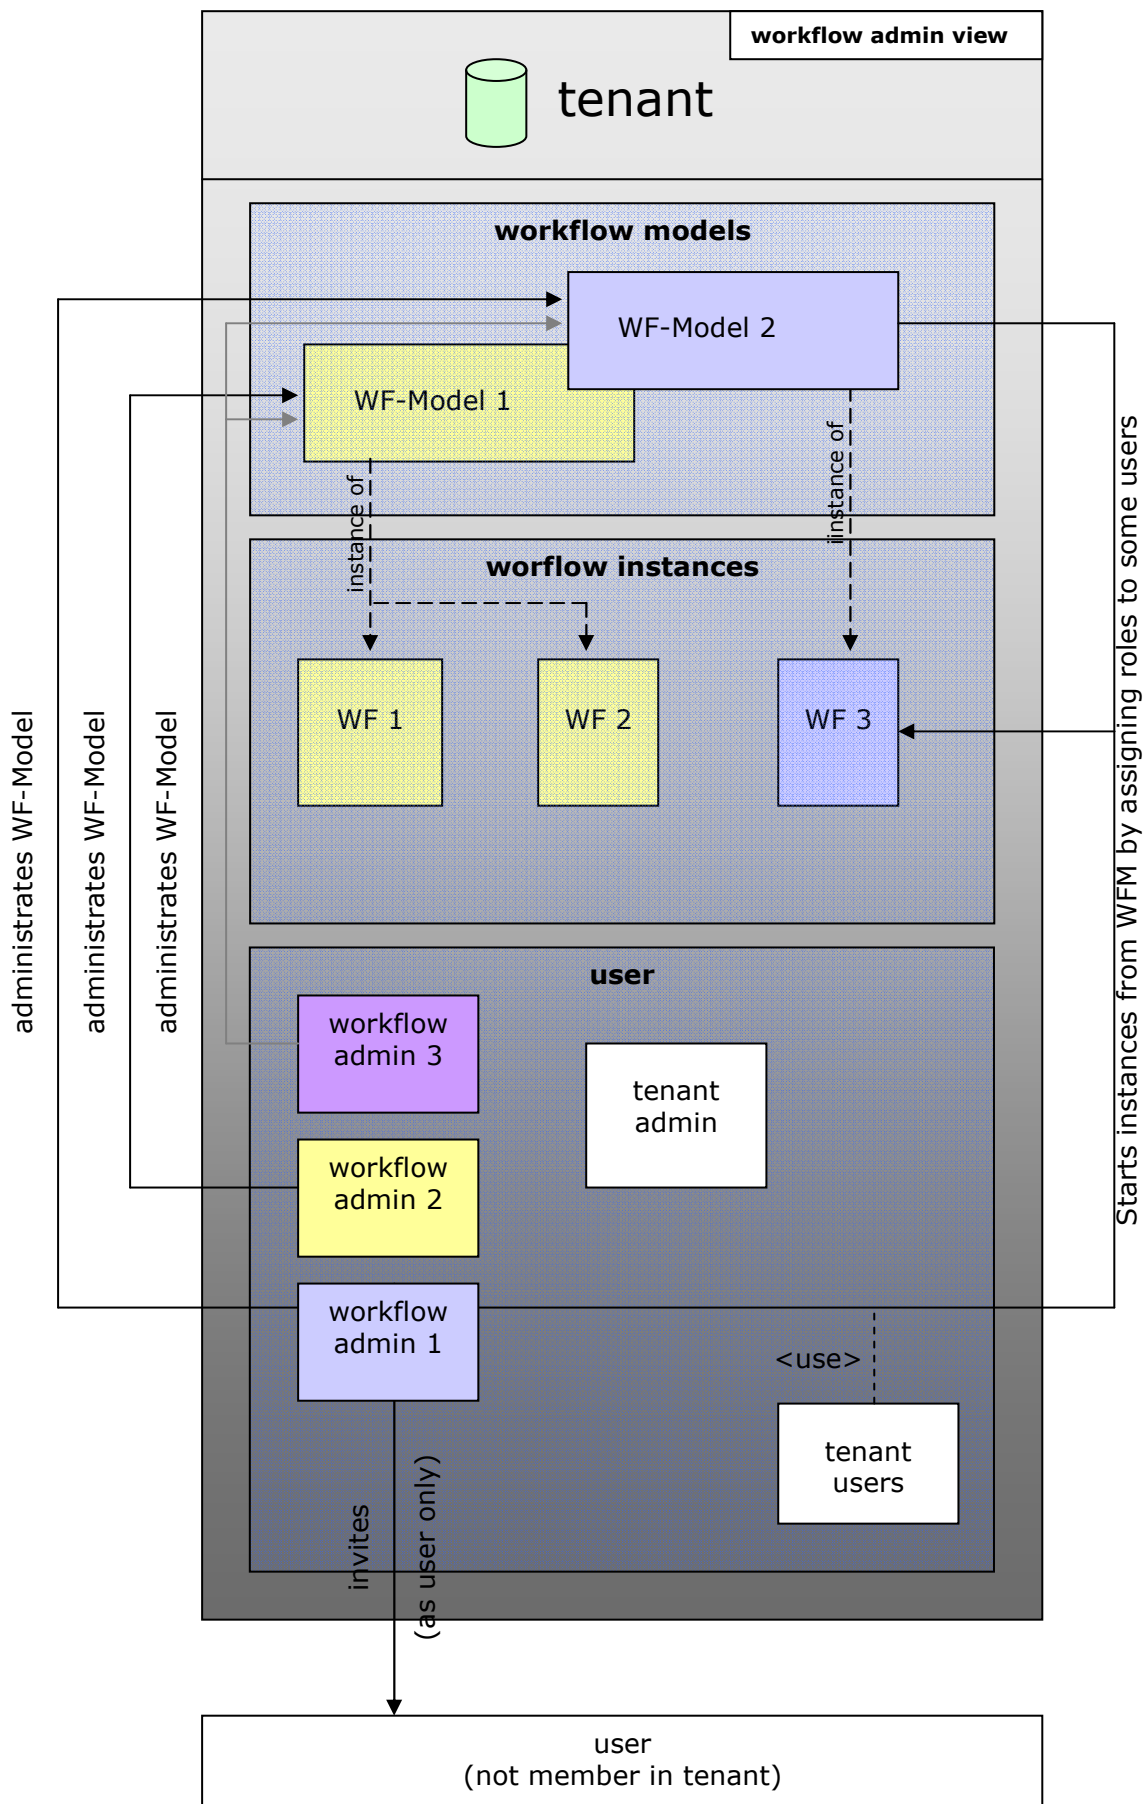 workflow admin view
tenant
workflow models
WF-Model 2
WF-Model 1
instance of
iinstance of
worflow instances
WF 1
WF 2
WF 3
administrates WF-Model
administrates WF-Model
administrates WF-Model
Starts instances from WFM by assigning roles to some users
user
workflow
admin 3
tenant
admin
workflow
admin 2
workflow
admin 1
<use>
tenant
users
invites
(as user only)
user
(not member in tenant)